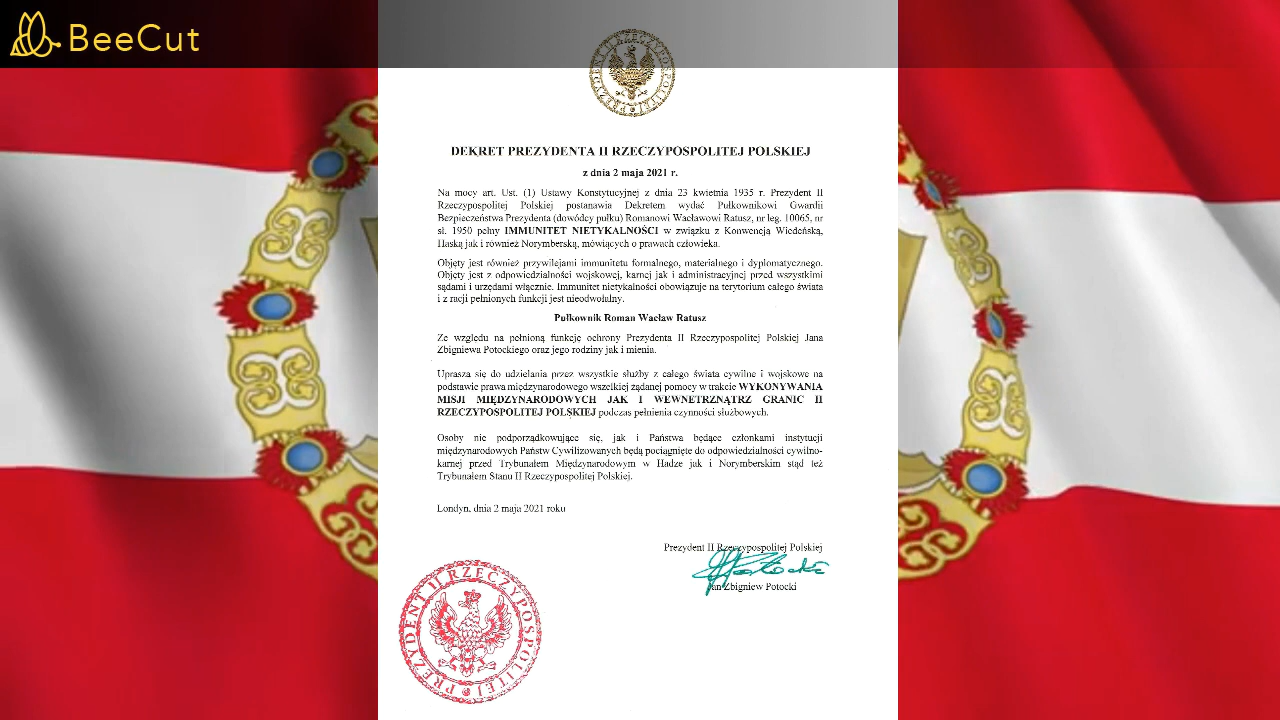 BeeCut
PREZYDENT II RZECZYPOSPOLITEJ
DEKRET PREZYDENTA II RZECZYPOSPOLITEJ POLSKIEJ
z dnia 2 maja 2021 r.
Na mocy art. Ust. (1) Ustawy Konstytucyjnej z dnia 23 kwietnia 1935 r. Prezydent II
Rzeczypospolitej Polskiej postanawia Dekretem wydać Pułkownikowi Gwardii
Bezpieczeństwa Prezydenta (dowódcy pułku) Romanowi Wacławowi Ratusz, nr leg. 10065, nr
sł. 1950 pełny IMMUNITET NIETYKALNOŚCI w związku z Konwencją Wiedeńską,
Haską jak i również Norymberską, mówiących o prawach człowieka.
Objęty jest również przywilejami immunitetu formalnego, materialnego i dyplomatycznego.
Objęty jest z odpowiedzialności wojskowej, karnej jak i administracyjnej przed wszystkimi
sądami i urzędami włącznie. Immunitet nietykalności obowiązuje na terytorium całego świata
i z racji pełnionych funkcji jest nieodwołalny.
Pułkownik Roman Wacław Ratusz
Ze względu na pełnioną funkcję ochrony Prezydenta II Rzeczypospolitej Polskiej Jana
Zbigniewa Potockiego oraz jego rodziny jak i mienia.
Uprasza się do udzielania przez wszystkie służby z całego świata cywilne i wojskowe na
podstawie prawa międzynarodowego wszelkiej żądanej pomocy w trakcie WYKONYWANIA
MISJI MIĘDZYNARODOWYCH JAK I WEWNETRZNĄTRZ GRANIC II
RZECZYPOSPOLITEJ POLSKIEJ podczas pełnienia czynności służbowych.
Osoby nie podporządkowujące się, jak i Państwa będące członkami instytucji
międzynarodowych Państw Cywilizowanych będą pociągnięte do odpowiedzialności cywilno-
karnej przed Trybunałem Międzynarodowym w Hadze jak i Norymberskim stąd też
Trybunałem Stanu II Rzeczypospolitej Polskiej.
Londyn, dnia 2 maja 2021 roku
Prezydent II Rzeczypospolitej Polskiej
Jan Zbigniew Potocki
PREZYDENT II RZECZYPOSPOLITEJ